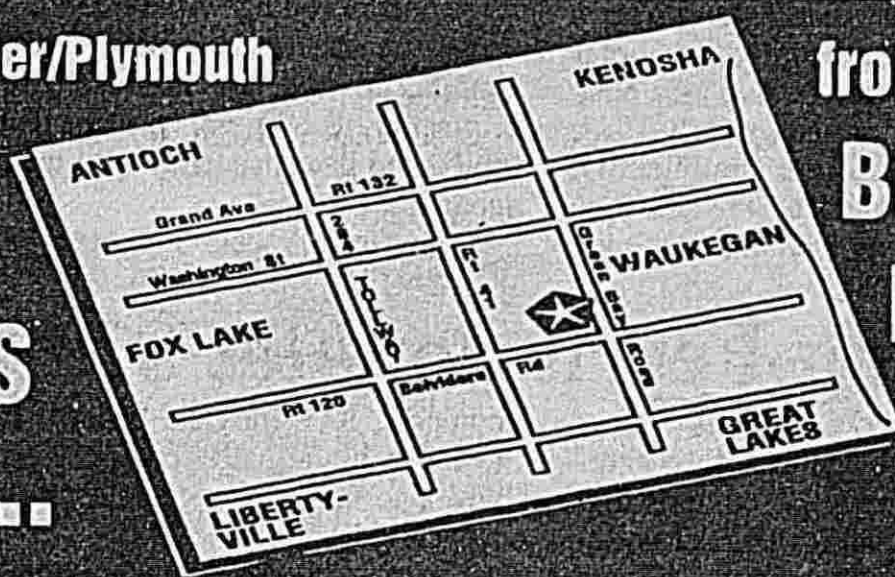 er/Plymouth
fro
B
S
..
KENOSHA
ANTIOCH
Rt 132
Grand Ave
Washington St
294
TOLLWAY
Rt 41
Green Bay
Road
WAUKEGAN
FOX LAKE
Rt 120
Belvidere Rd
GREAT
LAKES
LIBERTY-
VILLE